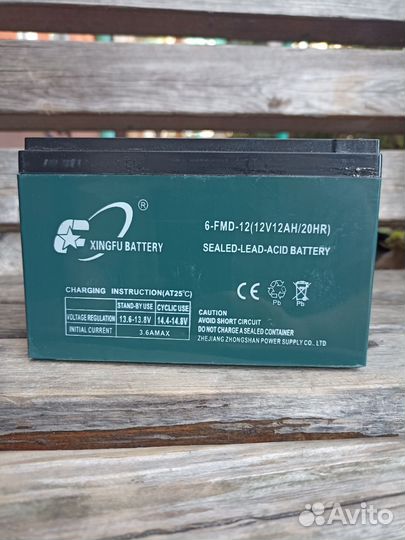 ®
XINGFU BATTERY
6-FMD-12(12V12AH/20HR)
SEALED-LEAD-ACID BATTERY
CHARGING INSTRUCTION(AT25℃)
STAND-BY USE CYCLIC USE
VOLTAGE REGULATION 13.6-13.8V 14.4-14.8V
INITIAL CURRENT 3.6AMAX
CE Pb Pb
CAUTION
AVOID SHORT CIRCUIT
DO NOT CHARGE A SEALED CONTAINER
ZHEJIANG ZHONGSHAN POWER SUPPLY CO., LTD
Avito